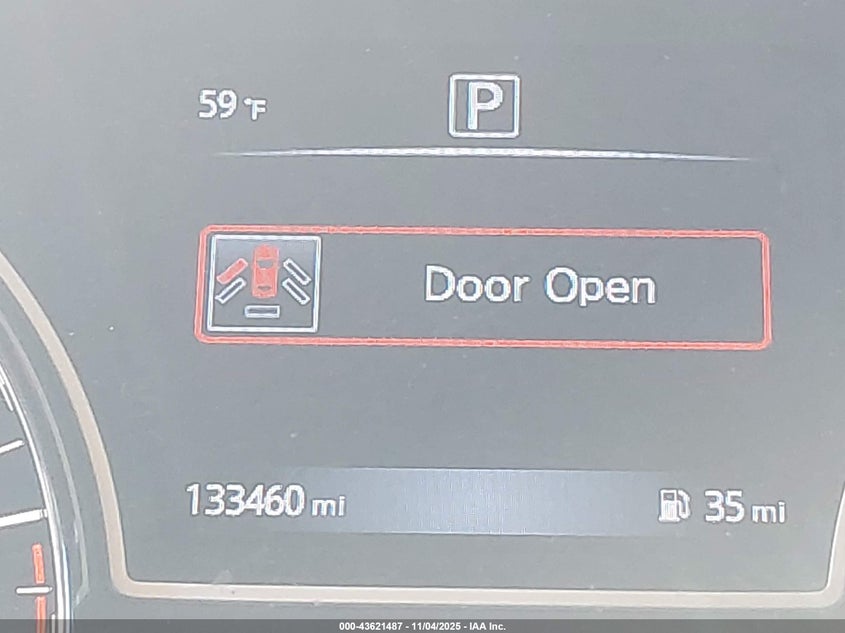 59 °F P
Door Open
133460 mi 35 mi
000-43621487 - 11/04/2025 - IAA Inc.